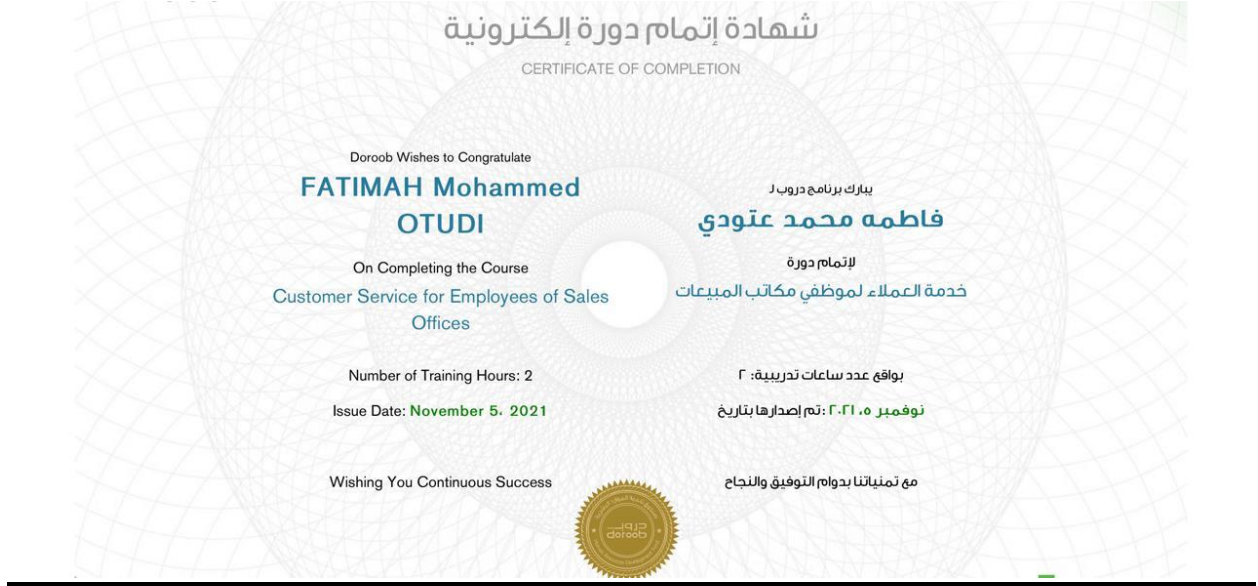 شهادة إتمام دورة إلكترونية
CERTIFICATE OF COMPLETION
Doroob Wishes to Congratulate
FATIMAH Mohammed
OTUDI
On Completing the Course
Customer Service for Employees of Sales
Offices
Number of Training Hours: 2
Issue Date: November 5، 2021
Wishing You Continuous Success
يبارك برنامج دروب لـ
فاطمه محمد عتودي
لإتمام دورة
خدمة العملاء لموظفي مكاتب المبيعات
بواقع عدد ساعات تدريبية: ٢
تم إصدارها بتاريخ: نوفمبر ٥، ٢٠٢١
مع تمنياتنا بدوام التوفيق والنجاح
دروب
doroob